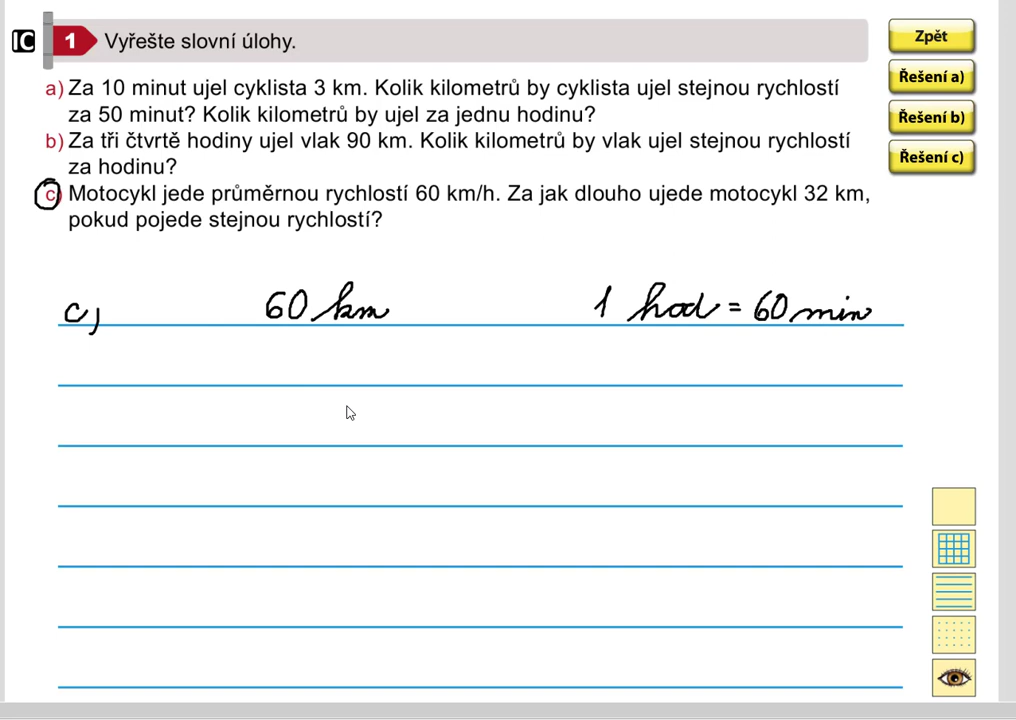 IC 1 Vyřešte slovní úlohy.
Zpět
Řešení a)
Řešení b)
Řešení c)
a) Za 10 minut ujel cyklista 3 km. Kolik kilometrů by cyklista ujel stejnou rychlostí
za 50 minut? Kolik kilometrů by ujel za jednu hodinu?
b) Za tři čtvrtě hodiny ujel vlak 90 km. Kolik kilometrů by vlak ujel stejnou rychlostí
za hodinu?
c) Motocykl jede průměrnou rychlostí 60 km/h. Za jak dlouho ujede motocykl 32 km,
pokud pojede stejnou rychlostí?
c) 60 km 1 hod = 60 min